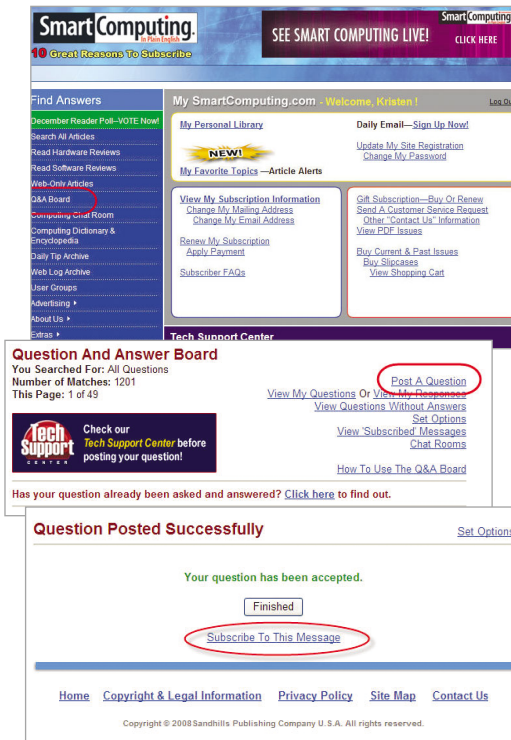 Smart Computing.
In Plain English
10 Great Reasons To Subscribe
SEE SMART COMPUTING LIVE!
Smart Computing
CLICK HERE
Find Answers
December Reader Poll–VOTE Now!
Search All Articles
Read Hardware Reviews
Read Software Reviews
Web-Only Articles
Q&A Board
Computing Chat Room
Computing Dictionary &
Encyclopedia
Daily Tip Archive
Web Log Archive
User Groups
Advertising
About Us
Extras
My SmartComputing.com - Welcome, Kristen !
Log Ou
My Personal Library
NEW!
My Favorite Topics —Article Alerts
Daily Email—Sign Up Now!
Update My Site Registration
Change My Password
View My Subscription Information
Change My Mailing Address
Change My Email Address
Renew My Subscription
Apply Payment
Subscriber FAQs
Gift Subscription—Buy Or Renew
Send A Customer Service Request
Other "Contact Us" Information
View PDF Issues
Buy Current & Past Issues
Buy Slipcases
View Shopping Cart
Tech Support Center
Question And Answer Board
You Searched For: All Questions
Number of Matches: 1201
This Page: 1 of 49
Post A Question
View My Questions Or View My Responses
View Questions Without Answers
Set Options
View 'Subscribed' Messages
Chat Rooms
How To Use The Q&A Board
Tech
Support
CENTER
Check our
Tech Support Center before
posting your question!
Has your question already been asked and answered? Click here to find out.
Question Posted Successfully
Set Options
Your question has been accepted.
Finished
Subscribe To This Message
Home Copyright & Legal Information Privacy Policy Site Map Contact Us
Copyright © 2008 Sandhills Publishing Company U.S.A. All rights reserved.